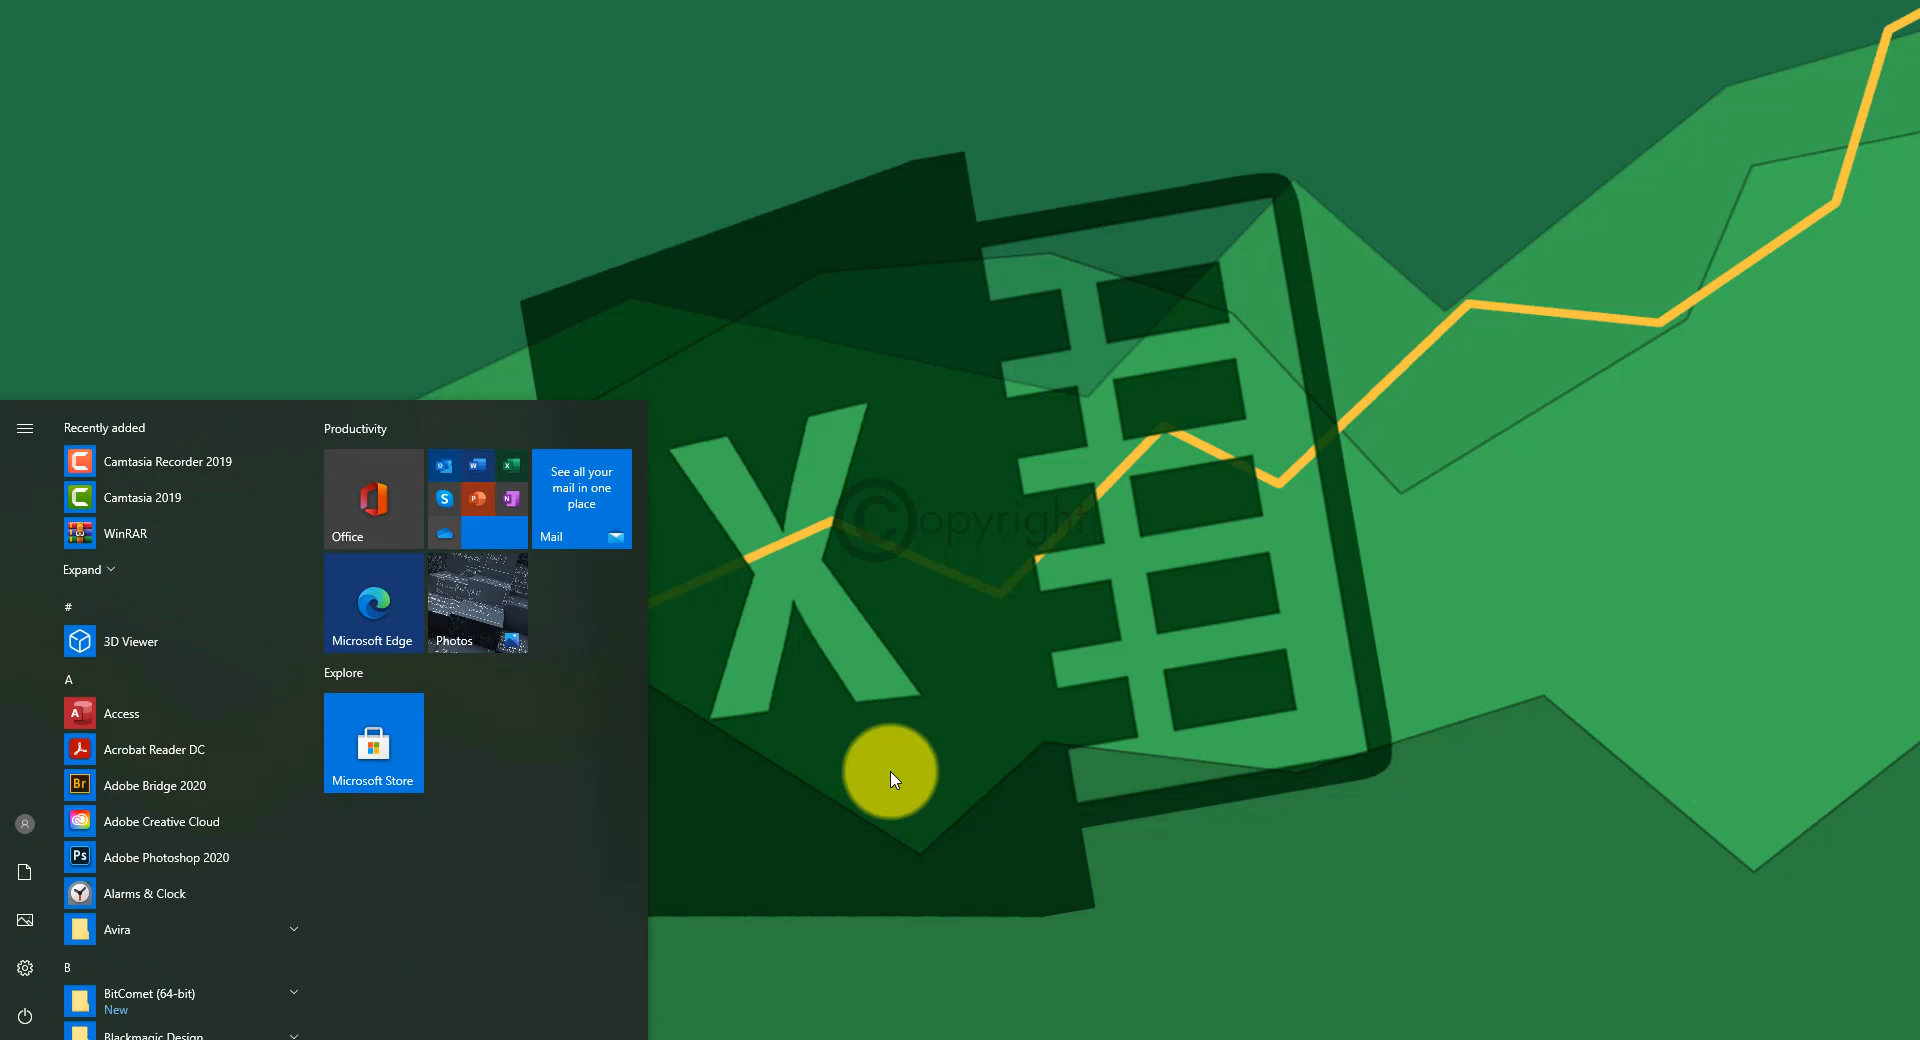 Recently added
Camtasia Recorder 2019
Camtasia 2019
WinRAR
Expand
#
3D Viewer
A
Access
Acrobat Reader DC
Adobe Bridge 2020
Adobe Creative Cloud
Adobe Photoshop 2020
Alarms & Clock
Avira
B
BitComet (64-bit)
New
Blackmagic Design
Productivity
Office
See all your
mail in one
place
Mail
Microsoft Edge
Photos
Explore
Microsoft Store
X
©opyright